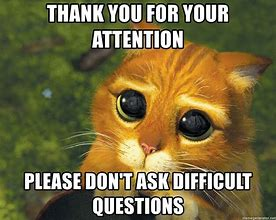 THANK YOU FOR YOUR
ATTENTION
PLEASE DON'T ASK DIFFICULT
QUESTIONS